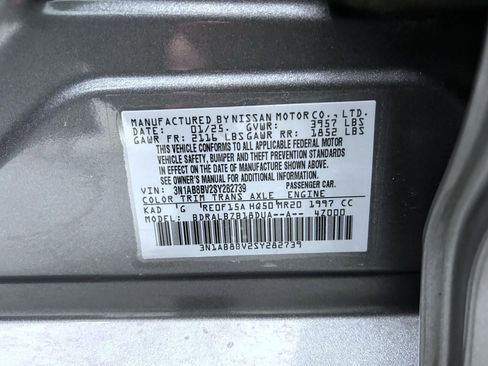 MANUFACTURED BY NISSAN MOTOR CO., LTD.
DATE: 01/25. GVWR: 3957 LBS
GAWR FR: 2116 LBS GAWR RR: 1852 LBS
THIS VEHICLE CONFORMS TO ALL APPLICABLE FEDERAL MOTOR
VEHICLE SAFETY, BUMPER AND THEFT PREVENTION STANDARDS
IN EFFECT ON THE DATE OF MANUFACTURE SHOWN ABOVE.
SEE OWNER'S MANUAL FOR ADDITIONAL INFORMATION.
VIN: 3N1AB8BV2SY282739 PASSENGER CAR.
COLOR TRIM TRANS AXLE ENGINE
KAD G RE0F15A HQ50 MR20 1997 CC
MODEL: BDRALBZB18DUA--A-- 4Z000
3N1AB8BV2SY282739